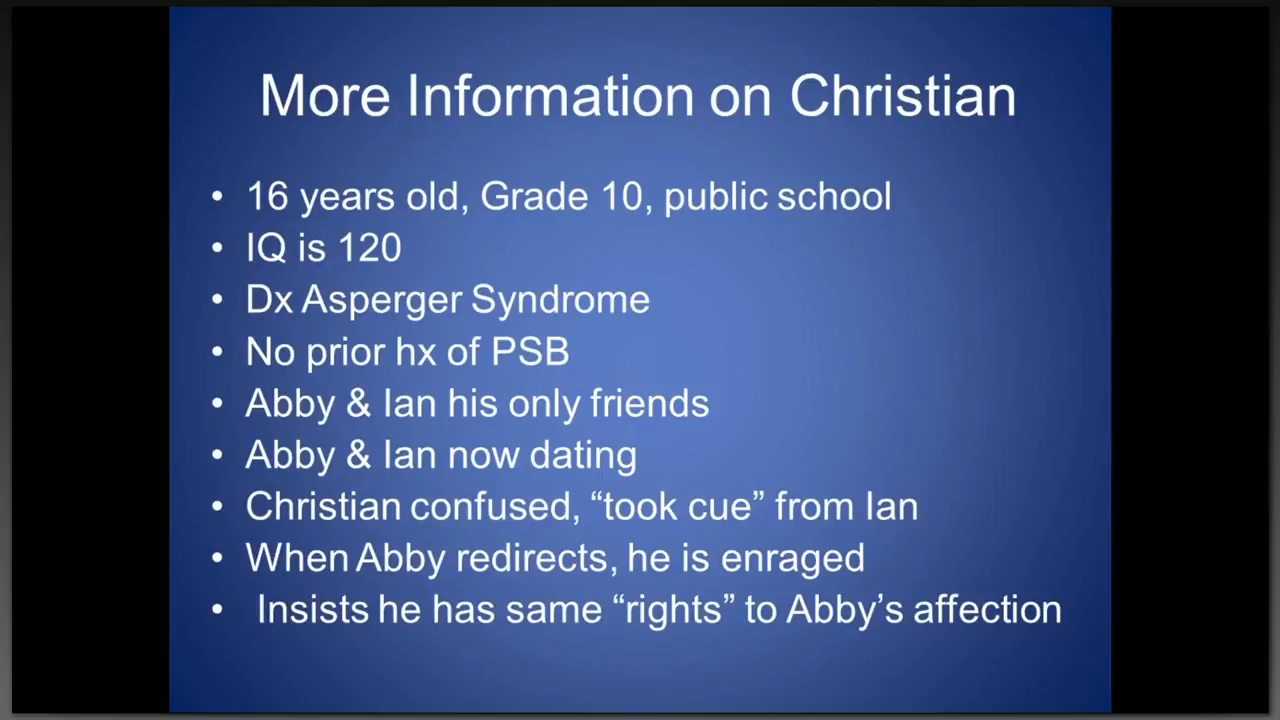 More Information on Christian
• 16 years old, Grade 10, public school
• IQ is 120
• Dx Asperger Syndrome
• No prior hx of PSB
• Abby & Ian his only friends
• Abby & Ian now dating
• Christian confused, “took cue” from Ian
• When Abby redirects, he is enraged
• Insists he has same “rights” to Abby’s affection